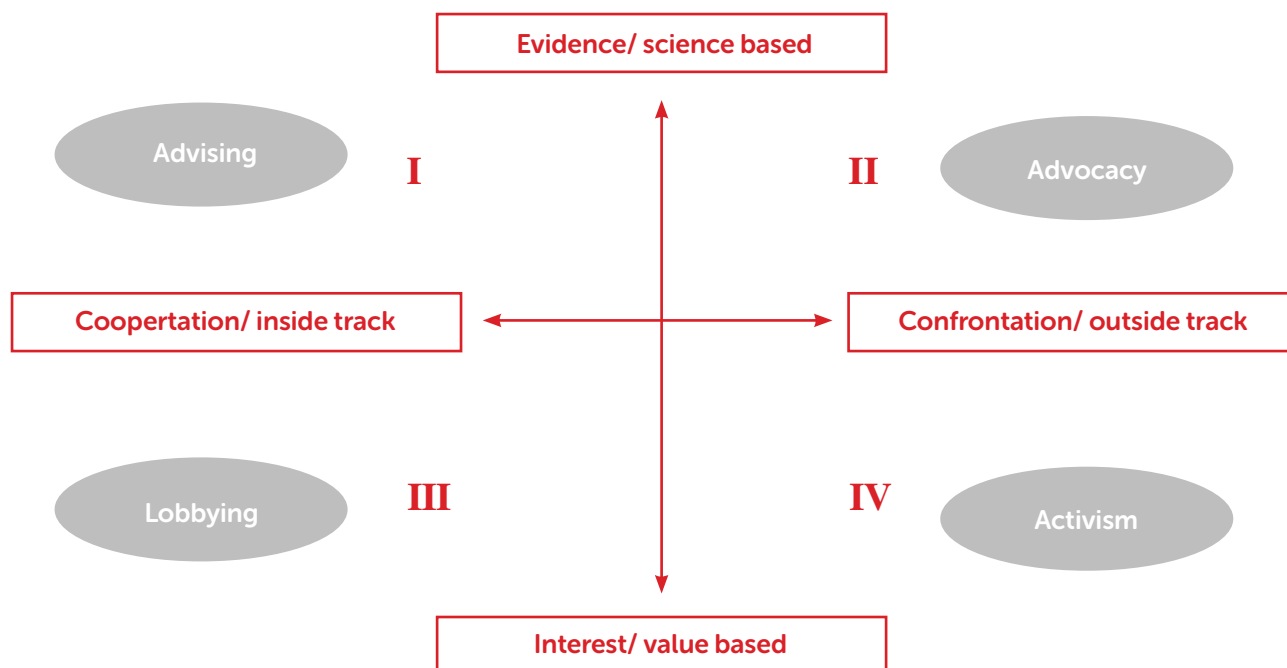 Evidence/ science based
Advising
I
II
Advocacy
Coopertation/ inside track
Confrontation/ outside track
Lobbying
III
IV
Activism
Interest/ value based